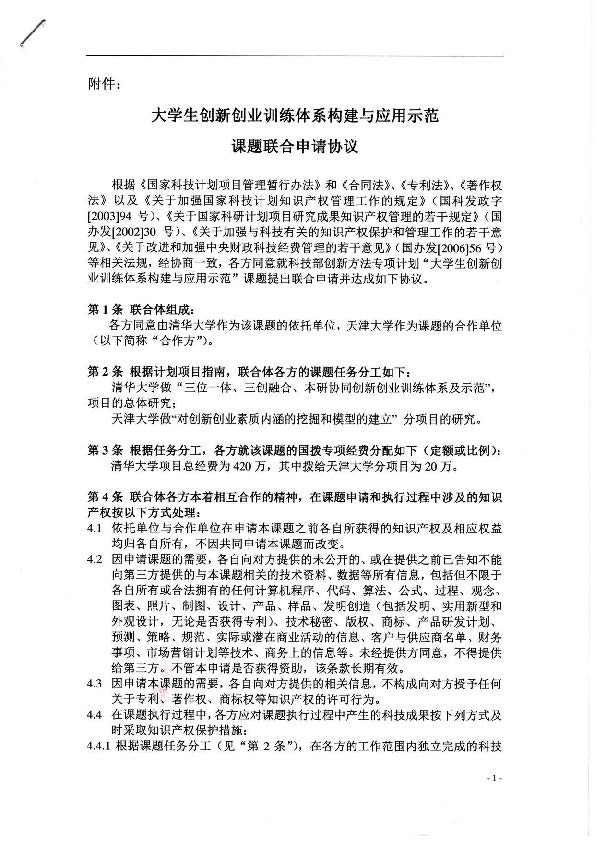 附件：
大学生创新创业训练体系构建与应用示范
课题联合申请协议
根据《国家科技计划项目管理暂行办法》和《合同法》、《专利法》、《著作权
法》以及《关于加强国家科技计划知识产权管理工作的规定》（国科发政字
[2003]94 号）、《关于国家科研计划项目研究成果知识产权管理的若干规定》（国
办发[2002]30 号）、《关于加强与科技有关的知识产权保护和管理工作的若干意
见》、《关于改进和加强中央财政科技经费管理的若干意见》（国办发[2006]56 号）
等相关法规，经协商一致，各方同意就科技部创新方法专项计划“大学生创新创
业训练体系构建与应用示范”课题提出联合申请并达成如下协议。
第 1 条 联合体组成：
各方同意由清华大学作为该课题的依托单位，天津大学作为课题的合作单位
（以下简称“合作方”）。
第 2 条 根据计划项目指南，联合体各方的课题任务分工如下：
清华大学做“三位一体、三创融合、本研协同创新创业训练体系及示范”，
项目的总体研究；
天津大学做“对创新创业素质内涵的挖掘和模型的建立”分项目的研究。
第 3 条 根据任务分工，各方就该课题的国拨专项经费分配如下（定额或比例）：
清华大学项目总经费为 420 万，其中拨给天津大学分项目为 20 万。
第 4 条 联合体各方本着相互合作的精神，在课题申请和执行过程中涉及的知识
产权按以下方式处理：
4.1 依托单位与合作单位在申请本课题之前各自所获得的知识产权及相应权益
均归各自所有，不因共同申请本课题而改变。
4.2 因申请课题的需要，各自向对方提供的未公开的、或在提供之前已告知不能
向第三方提供的与本课题相关的技术资料、数据等所有信息，包括但不限于
各自所有或合法拥有的任何计算机程序、代码、算法、公式、过程、观念、
图表、照片、制图、设计、产品、样品、发明创造（包括发明、实用新型和
外观设计，无论是否获得专利）、技术秘密、版权、商标、产品研发计划、
预测、策略、规范、实际或潜在商业活动的信息、客户与供应商名单、财务
事项、市场营销计划等技术、商务上的信息等。未经提供方同意，不得提供
给第三方。不管本申请是否获得资助，该条款长期有效。
4.3 因申请本课题的需要，各自向对方提供的相关信息，不构成向对方授予任何
关于专利、著作权、商标权等知识产权的许可行为。
4.4 在课题执行过程中，各方应对课题执行过程中产生的科技成果按下列方式及
时采取知识产权保护措施：
4.4.1 根据课题任务分工（见“第 2 条”），在各方的工作范围内独立完成的科技
- 1 -